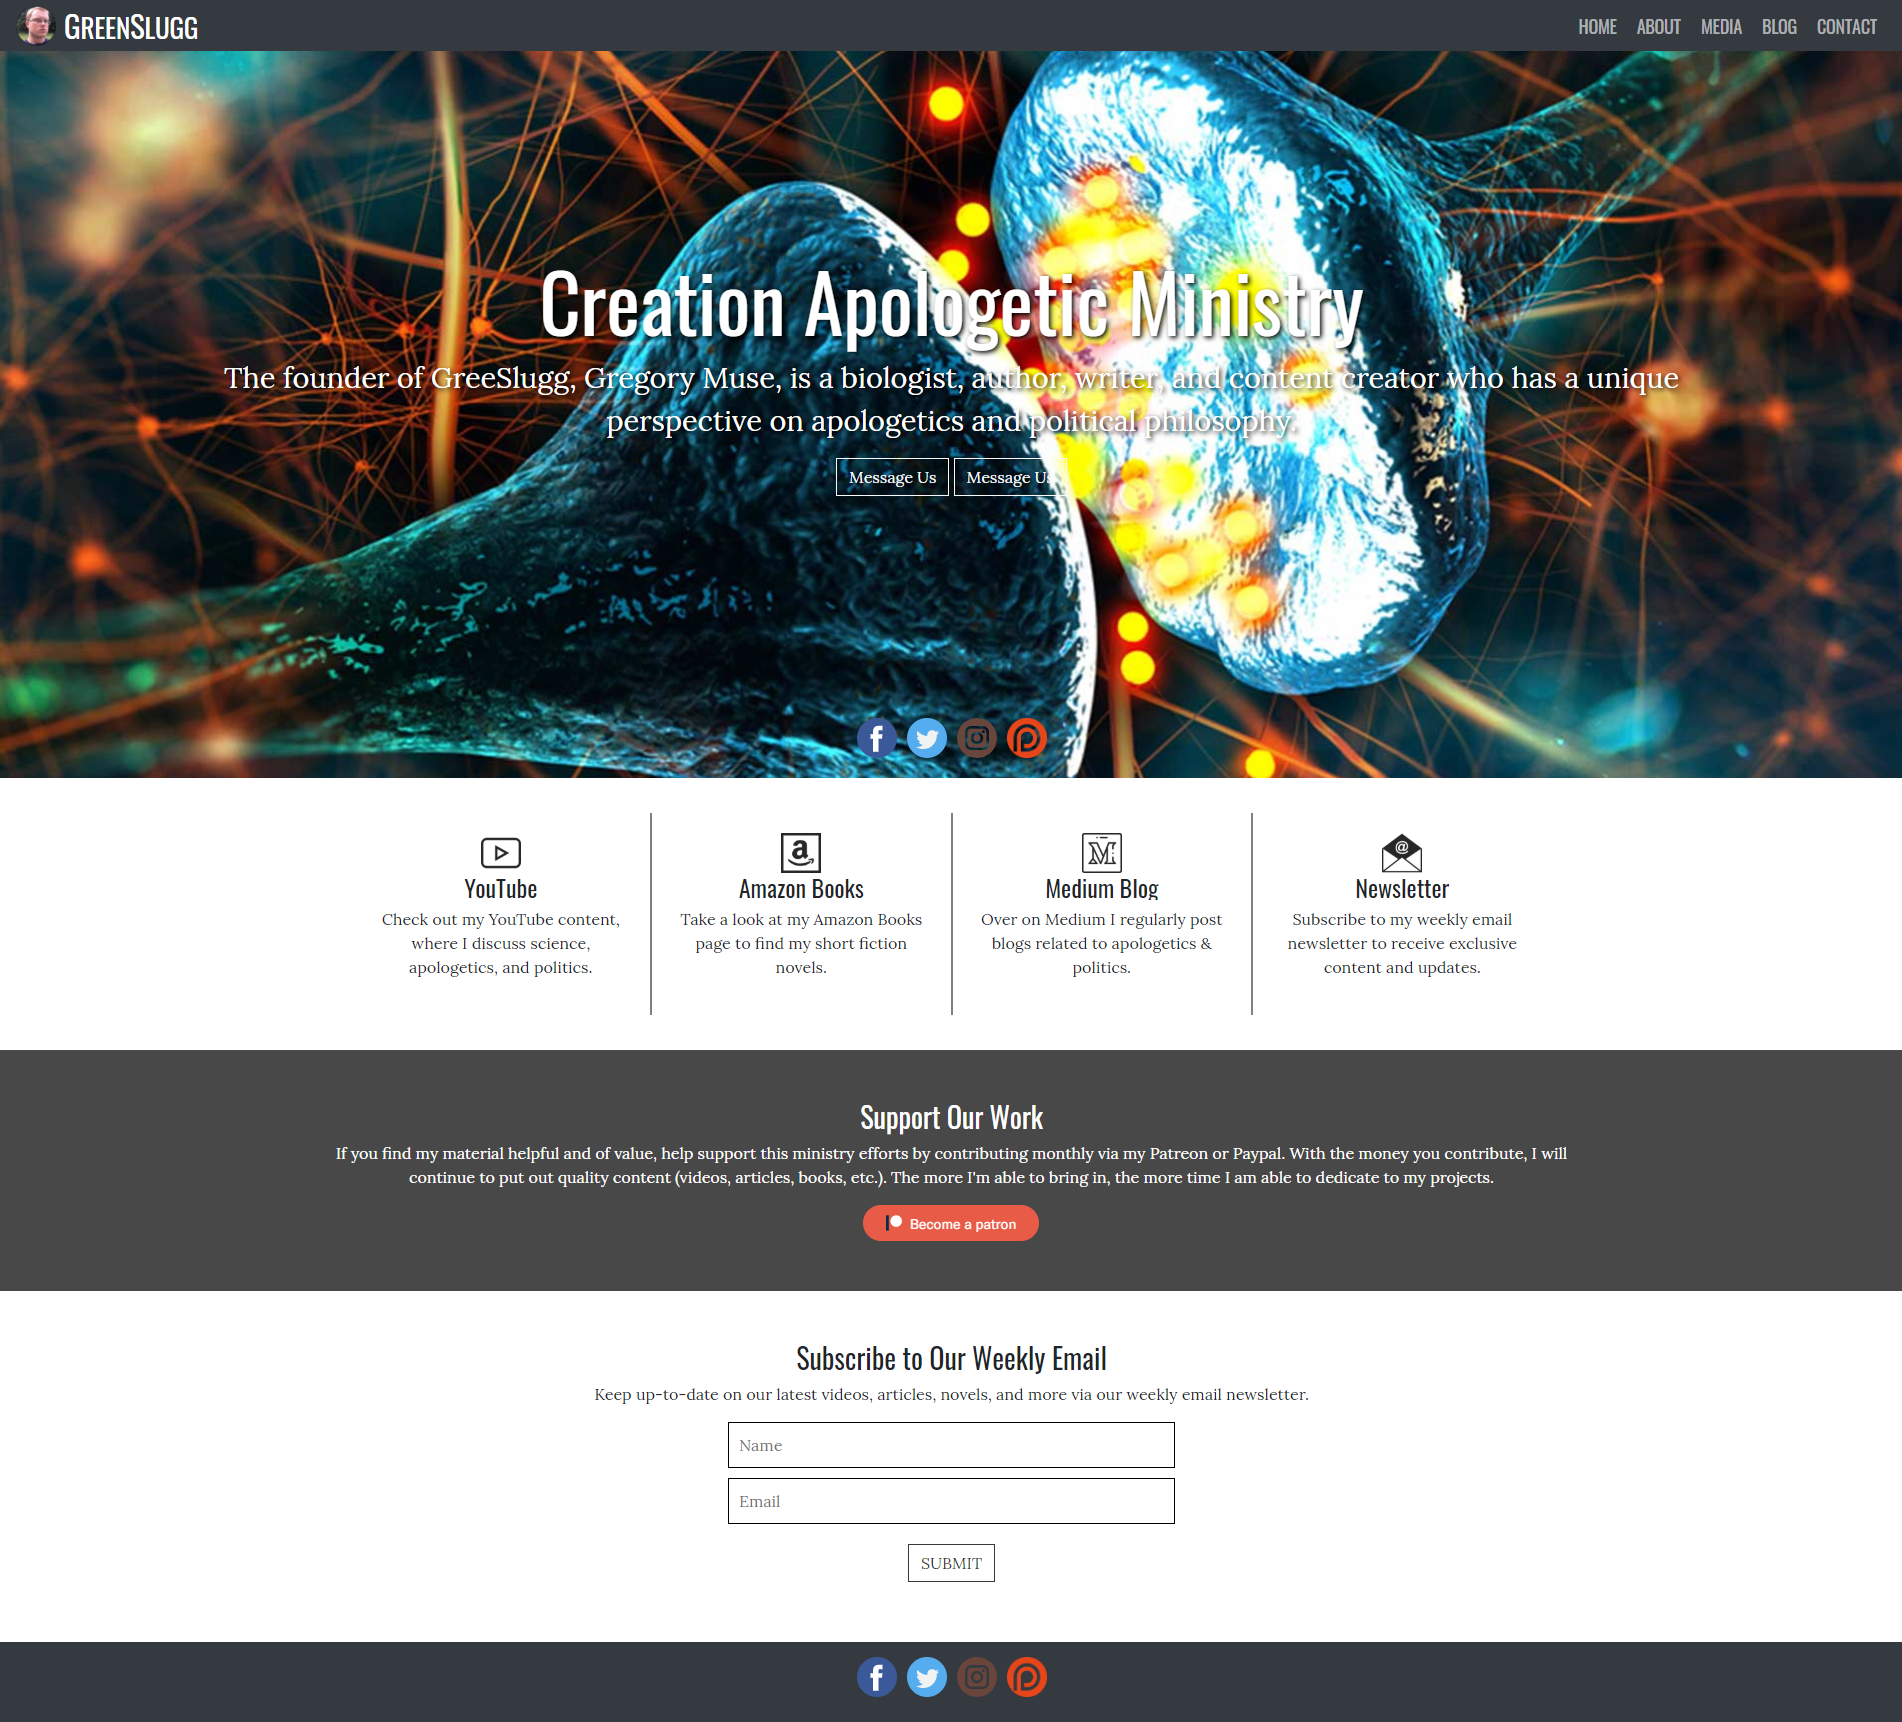 GREENSLUGG
HOME ABOUT MEDIA BLOG CONTACT
Creation Apologetic Ministry
The founder of GreeSlugg, Gregory Muse, is a biologist, author, writer, and content creator who has a unique
perspective on apologetics and political philosophy.
Message Us Message Us
YouTube
Check out my YouTube content,
where I discuss science,
apologetics, and politics.
Amazon Books
Take a look at my Amazon Books
page to find my short fiction
novels.
Medium Blog
Over on Medium I regularly post
blogs related to apologetics &
politics.
Newsletter
Subscribe to my weekly email
newsletter to receive exclusive
content and updates.
Support Our Work
If you find my material helpful and of value, help support this ministry efforts by contributing monthly via my Patreon or Paypal. With the money you contribute, I will
continue to put out quality content (videos, articles, books, etc.). The more I'm able to bring in, the more time I am able to dedicate to my projects.
Become a patron
Subscribe to Our Weekly Email
Keep up-to-date on our latest videos, articles, novels, and more via our weekly email newsletter.
Name
Email
SUBMIT